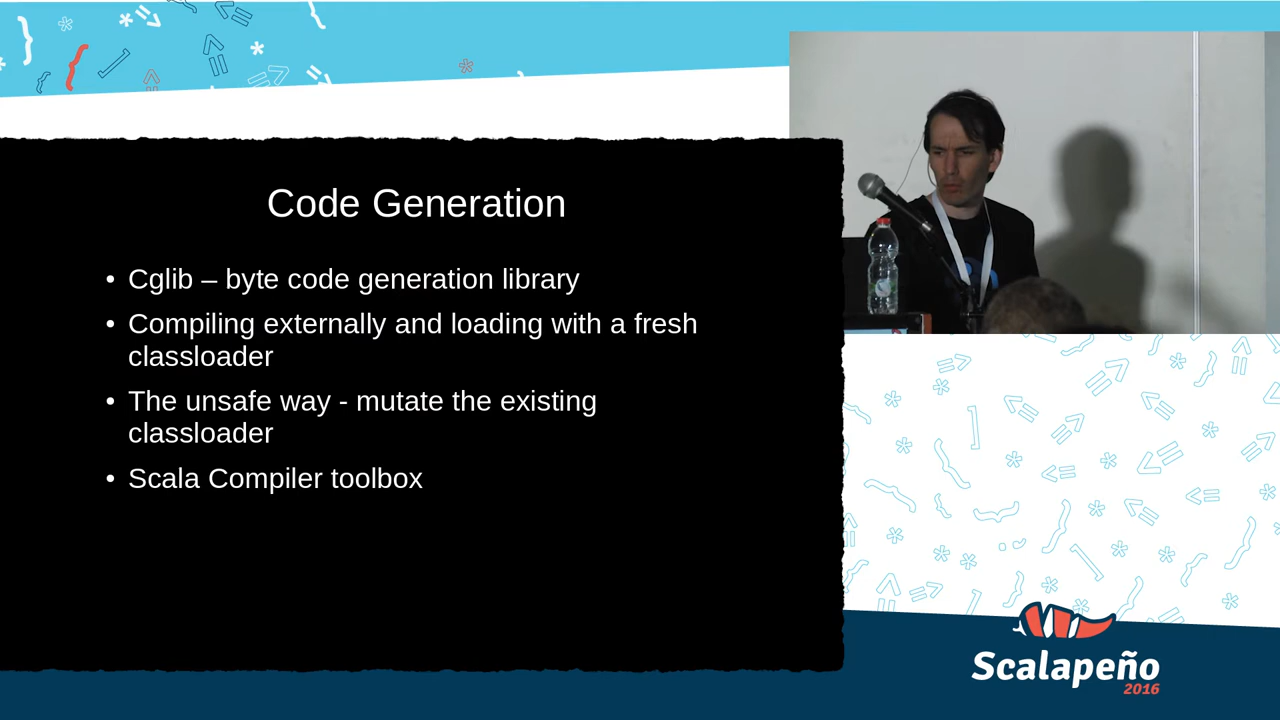 Code Generation
• Cglib – byte code generation library
• Compiling externally and loading with a fresh
classloader
• The unsafe way - mutate the existing
classloader
• Scala Compiler toolbox
Scalapeño
2016